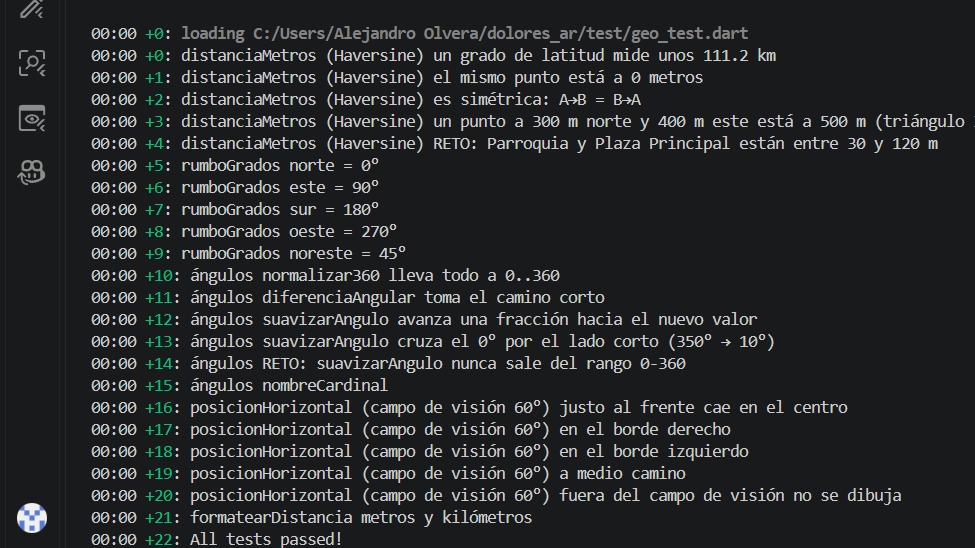 00:00 +0: loading C:/Users/Alejandro Olvera/dolores_ar/test/geo_test.dart
00:00 +0: distanciaMetros (Haversine) un grado de latitud mide unos 111.2 km
00:00 +1: distanciaMetros (Haversine) el mismo punto está a 0 metros
00:00 +2: distanciaMetros (Haversine) es simétrica: A→B = B→A
00:00 +3: distanciaMetros (Haversine) un punto a 300 m norte y 400 m este está a 500 m (triángulo
00:00 +4: distanciaMetros (Haversine) RETO: Parroquia y Plaza Principal están entre 30 y 120 m
00:00 +5: rumboGrados norte = 0°
00:00 +6: rumboGrados este = 90°
00:00 +7: rumboGrados sur = 180°
00:00 +8: rumboGrados oeste = 270°
00:00 +9: rumboGrados noreste = 45°
00:00 +10: ángulos normalizar360 lleva todo a 0..360
00:00 +11: ángulos diferenciaAngular toma el camino corto
00:00 +12: ángulos suavizarAngulo avanza una fracción hacia el nuevo valor
00:00 +13: ángulos suavizarAngulo cruza el 0° por el lado corto (350° → 10°)
00:00 +14: ángulos RETO: suavizarAngulo nunca sale del rango 0-360
00:00 +15: ángulos nombreCardinal
00:00 +16: posicionHorizontal (campo de visión 60°) justo al frente cae en el centro
00:00 +17: posicionHorizontal (campo de visión 60°) en el borde derecho
00:00 +18: posicionHorizontal (campo de visión 60°) en el borde izquierdo
00:00 +19: posicionHorizontal (campo de visión 60°) a medio camino
00:00 +20: posicionHorizontal (campo de visión 60°) fuera del campo de visión no se dibuja
00:00 +21: formatearDistancia metros y kilómetros
00:00 +22: All tests passed!